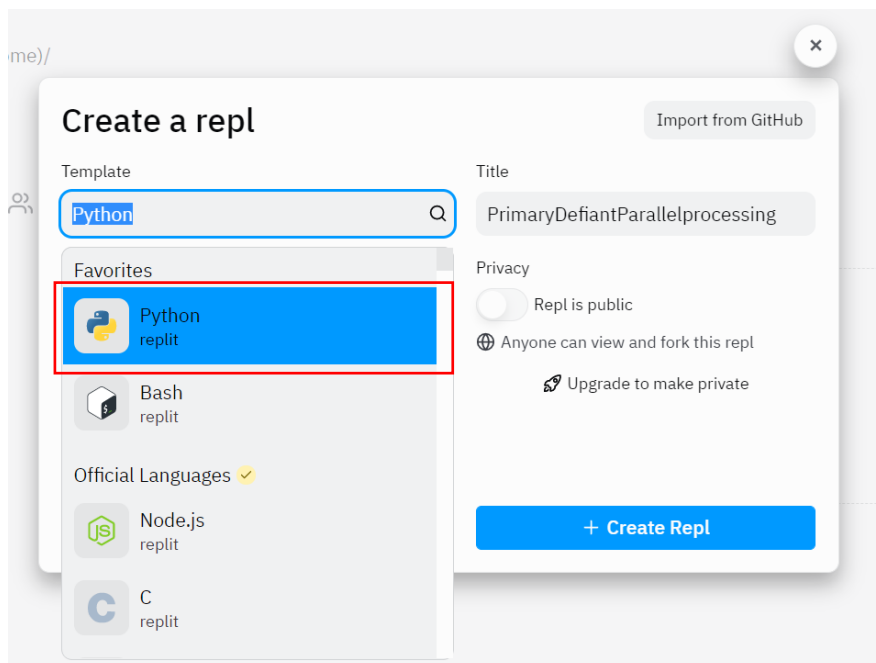 ome)/
Create a repl
Import from GitHub
Template
Python
Favorites
Python
replit
Bash
replit
Official Languages
Node.js
replit
C
replit
Title
PrimaryDefiantParallelprocessing
Privacy
Repl is public
Anyone can view and fork this repl
Upgrade to make private
+ Create Repl